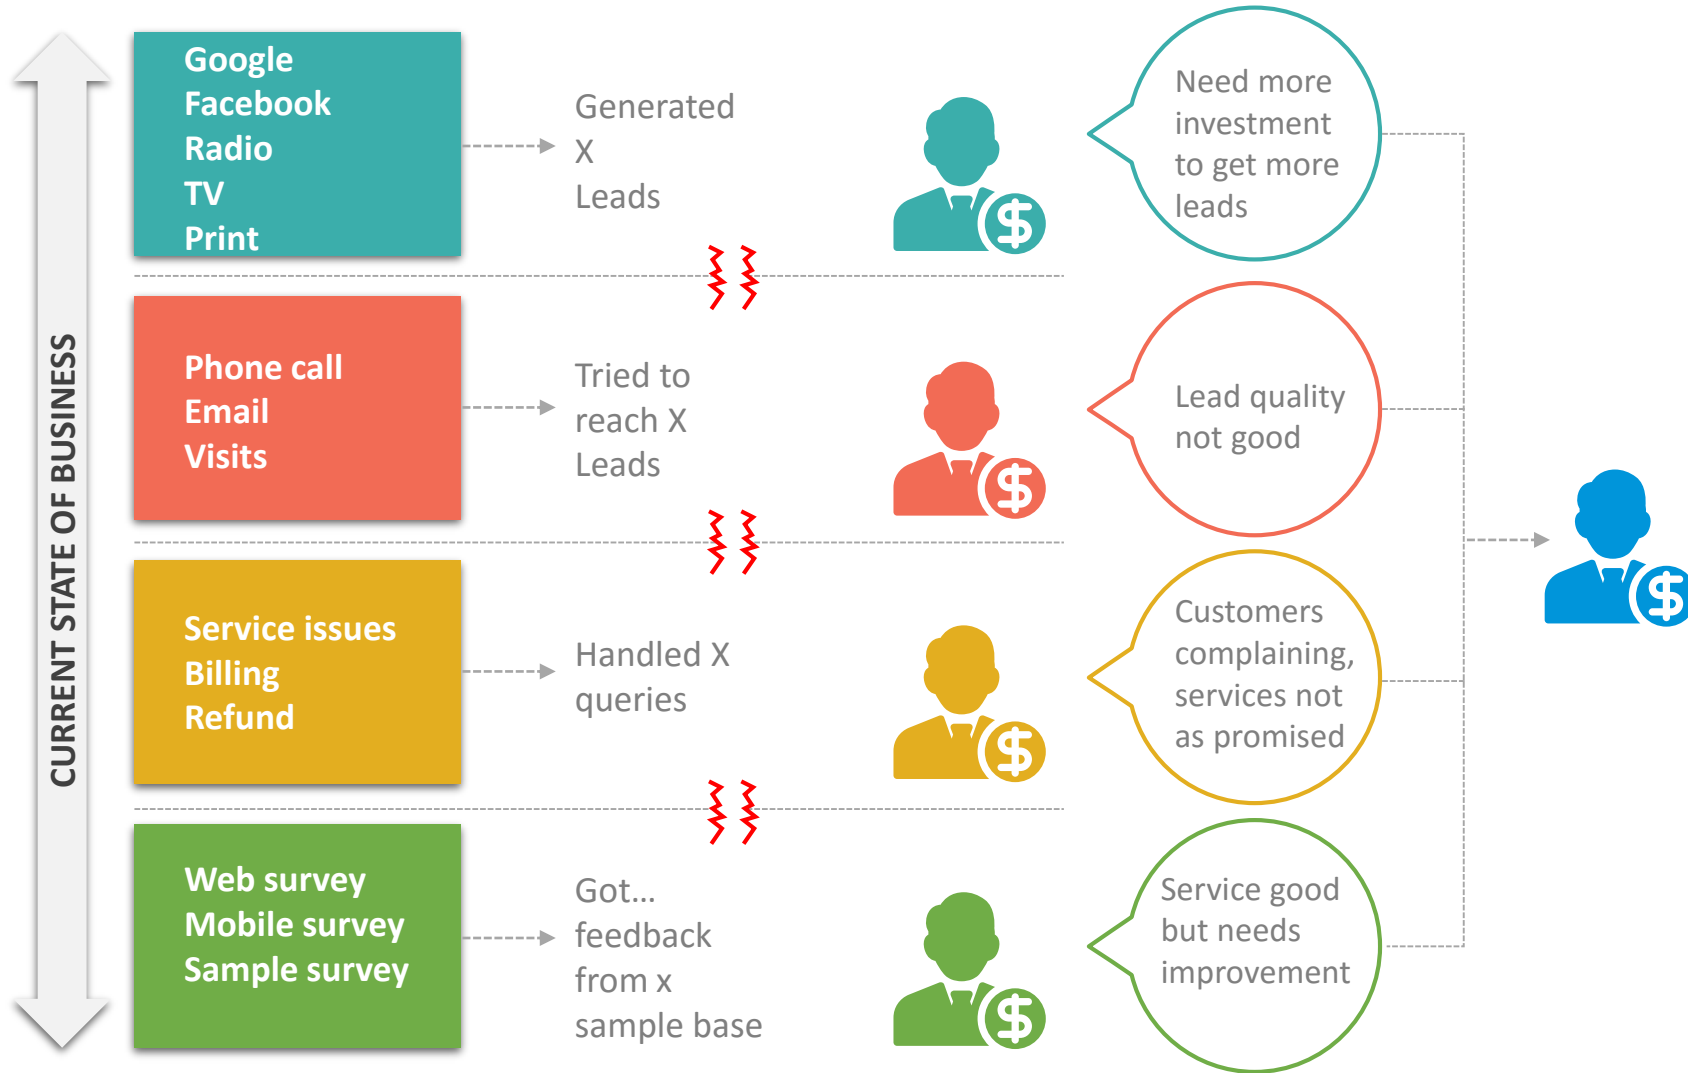 CURRENT STATE OF BUSINESS
Google
Facebook
Radio
TV
Print
Generated
X
Leads
$
Need more
investment
to get more
leads
Phone call
Email
Visits
Tried to
reach X
Leads
$
Lead quality
not good
$
Service issues
Billing
Refund
Handled X
queries
$
Customers
complaining,
services not
as promised
Web survey
Mobile survey
Sample survey
Got...
feedback
from x
sample base
$
Service good
but needs
improvement